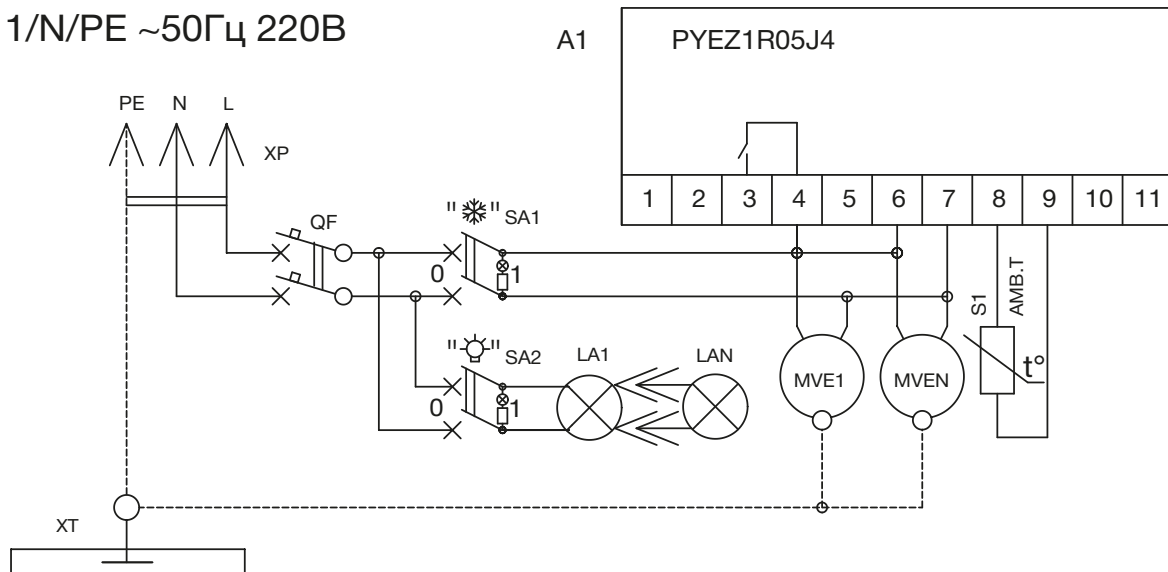 1/N/PE ~50Гц 220В
A1 PYEZ1R05J4
PE N L
XP
1 2 3 4 5 6 7 8 9 10 11
QF
"❄" SA1
0 1
S1
AMB.T
"💡" SA2
LA1
LAN
0 1
MVE1
MVEN
t°
XT